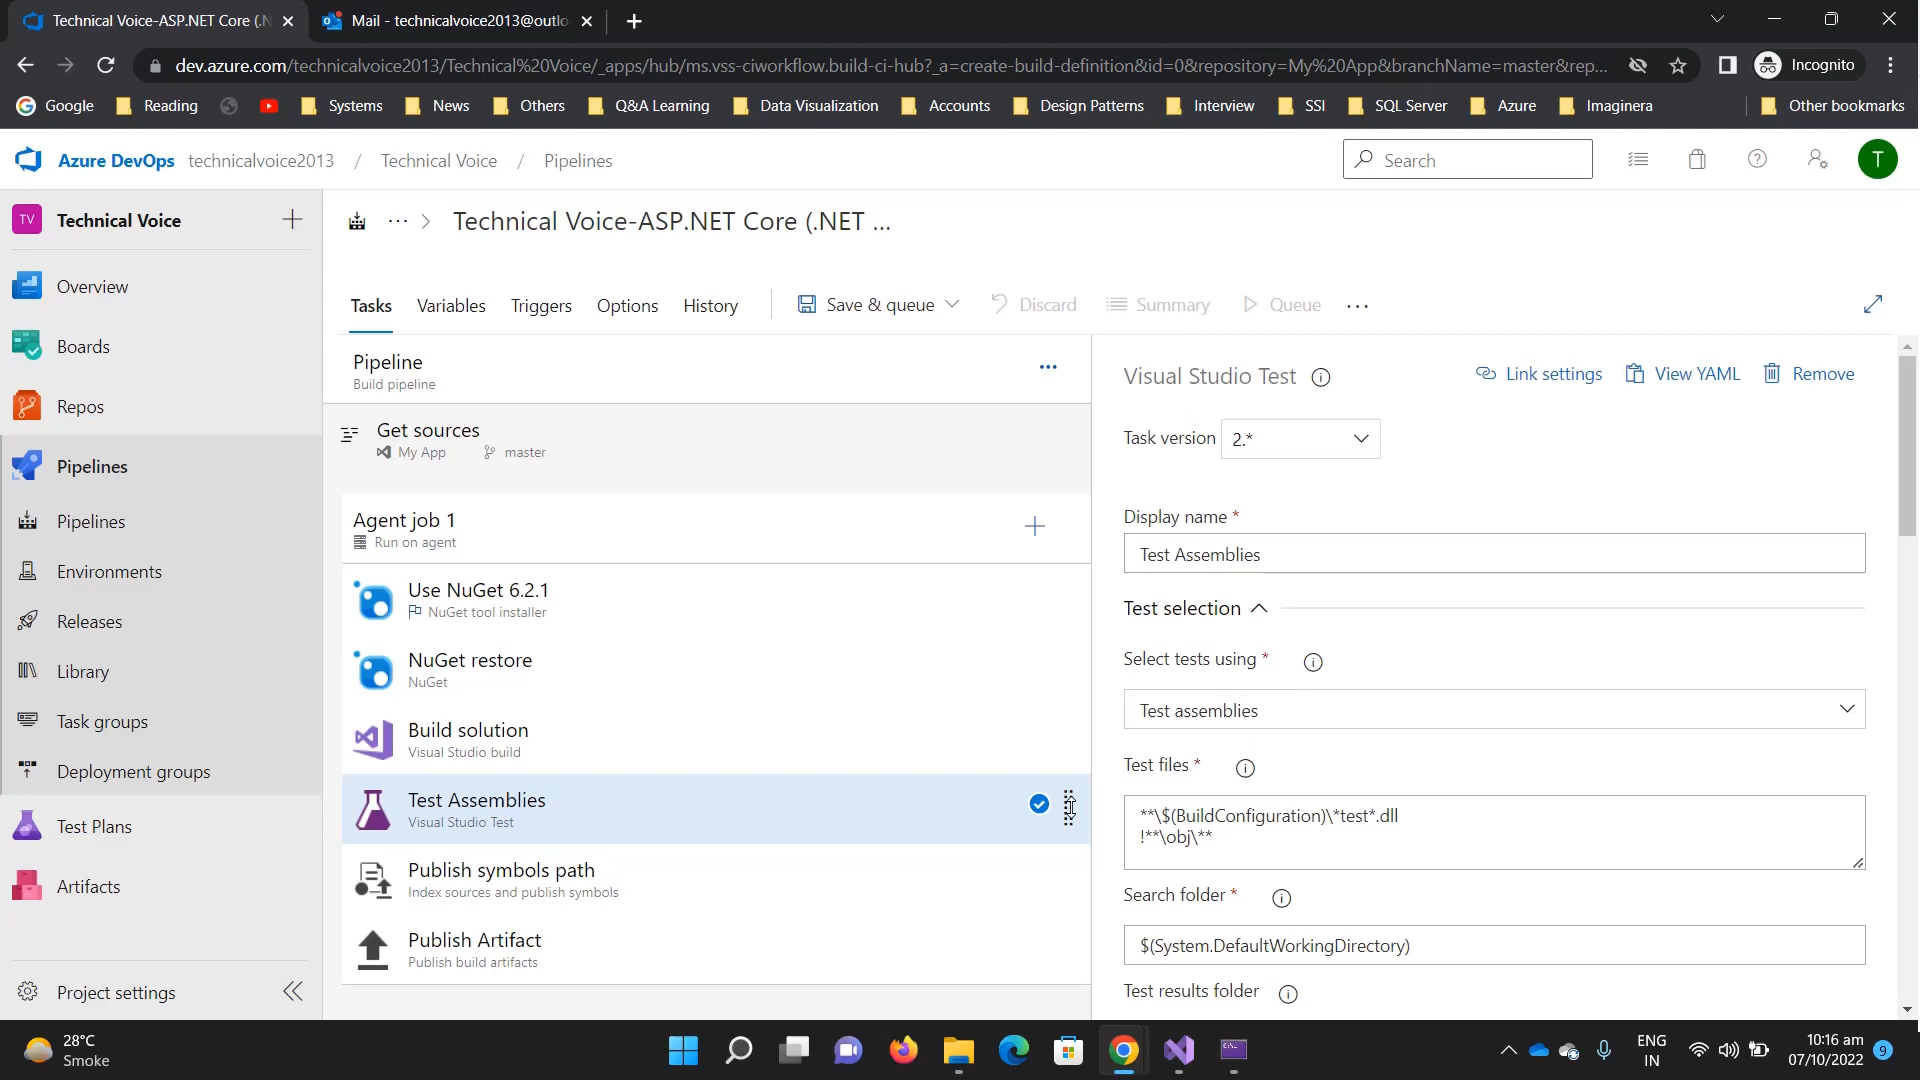 Technical Voice-ASP.NET Core (.N
Mail - technicalvoice2013@outlo
dev.azure.com/technicalvoice2013/Technical%20Voice/_apps/hub/ms.vss-ciworkflow.build-ci-hub?_a=create-build-definition&id=0&repository=My%20App&branchName=master&rep...
Incognito
Google
Reading
Systems
News
Others
Q&A Learning
Data Visualization
Accounts
Design Patterns
Interview
SSI
SQL Server
Azure
Imaginera
Other bookmarks
Azure DevOps technicalvoice2013 / Technical Voice / Pipelines
Search
T
TV Technical Voice
Overview
Boards
Repos
Pipelines
Pipelines
Environments
Releases
Library
Task groups
Deployment groups
Test Plans
Artifacts
Project settings
... > Technical Voice-ASP.NET Core (.NET ...
Tasks Variables Triggers Options History
Save & queue
Discard
Summary
Queue
...
Pipeline
Build pipeline
Get sources
My App master
Agent job 1
Run on agent
Use NuGet 6.2.1
NuGet tool installer
NuGet restore
NuGet
Build solution
Visual Studio build
Test Assemblies
Visual Studio Test
Publish symbols path
Index sources and publish symbols
Publish Artifact
Publish build artifacts
Visual Studio Test
Link settings
View YAML
Remove
Task version 2.*
Display name *
Test Assemblies
Test selection
Select tests using *
Test assemblies
Test files *
**\$(BuildConfiguration)\*test*.dll
!**\obj\**
Search folder *
$(System.DefaultWorkingDirectory)
Test results folder
28°C
Smoke
ENG
IN
10:16 am
07/10/2022
9